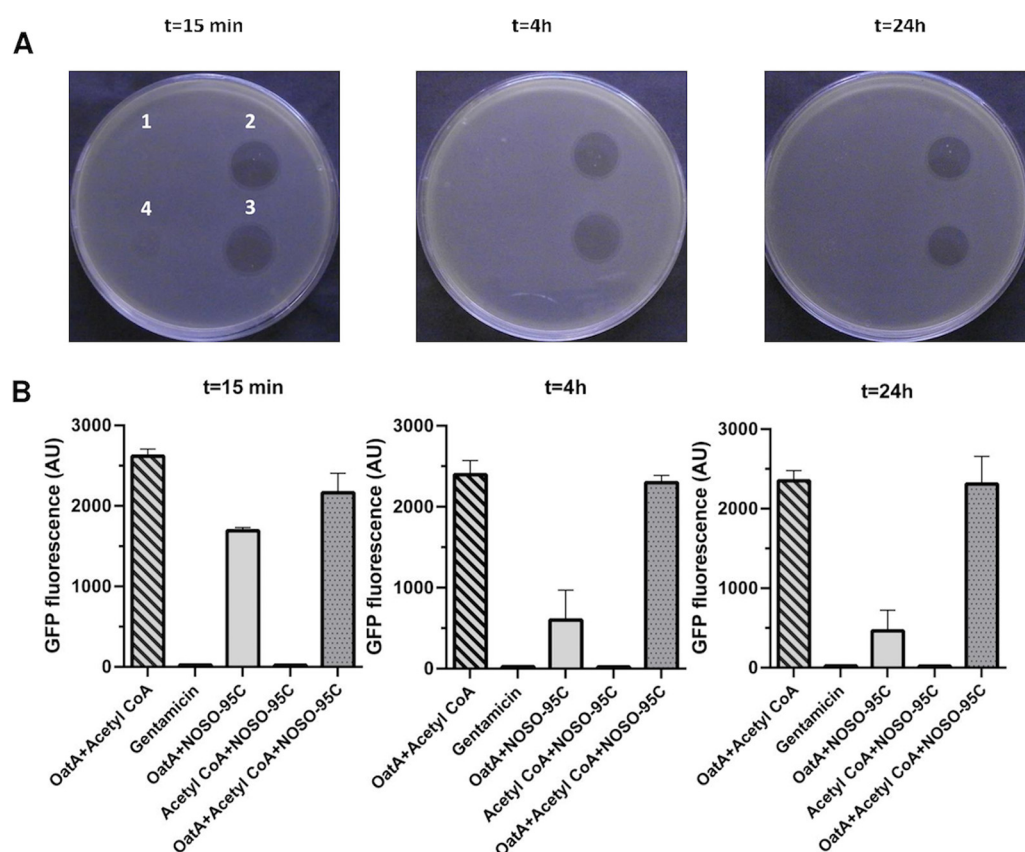 t=15 min
t=4h
t=24h
A
1
2
4
3
B
t=15 min
t=4h
t=24h
GFP fluorescence (AU)
3000
2000
1000
0
OatA+Acetyl CoA
Gentamicin
OatA+NOSO-95C
Acetyl CoA+NOSO-95C
OatA+Acetyl CoA+NOSO-95C
GFP fluorescence (AU)
3000
2000
1000
0
OatA+Acetyl CoA
Gentamicin
OatA+NOSO-95C
Acetyl CoA+NOSO-95C
OatA+Acetyl CoA+NOSO-95C
GFP fluorescence (AU)
3000
2000
1000
0
OatA+Acetyl CoA
Gentamicin
OatA+NOSO-95C
Acetyl CoA+NOSO-95C
OatA+Acetyl CoA+NOSO-95C